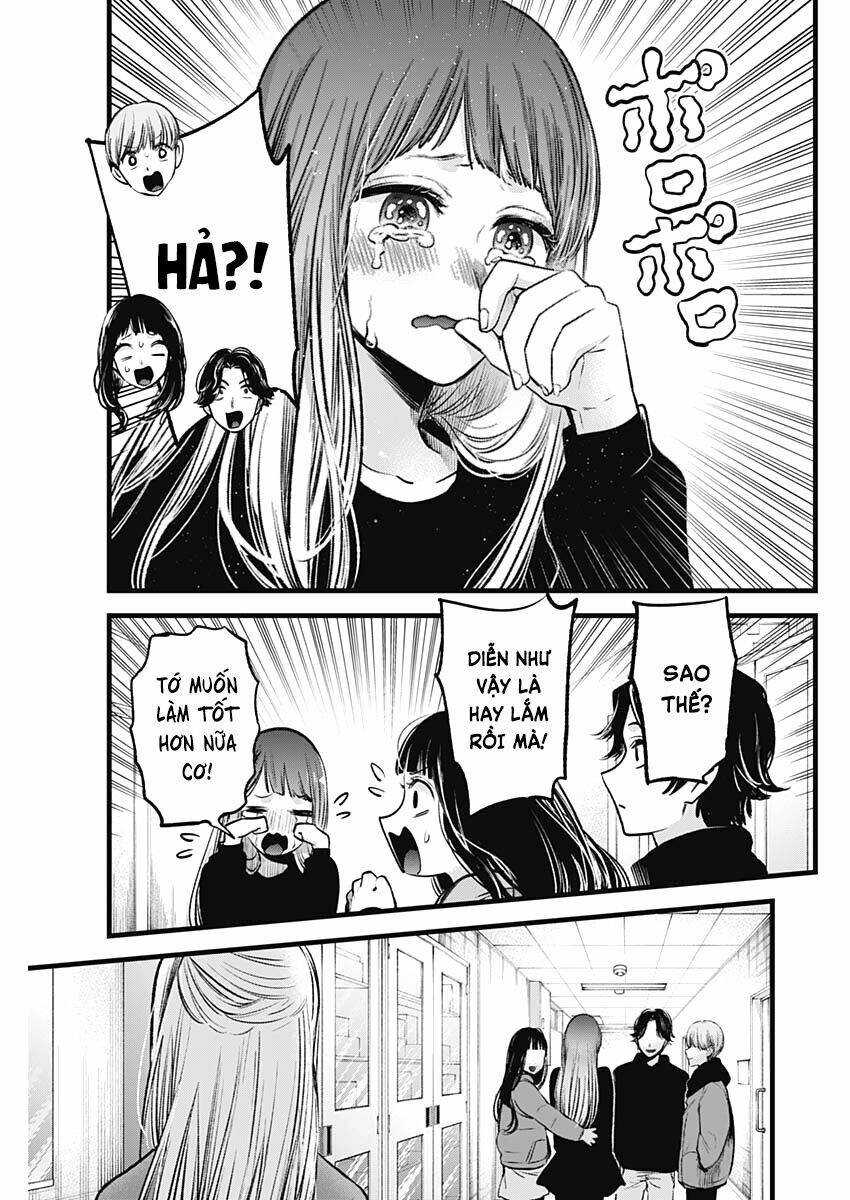 ポロポロ
HẢ?!
SAO
THẾ?
DIỄN NHƯ
VẬY LÀ
HAY LẮM
RỒI MÀ!
TỚ MUỐN
LÀM TỐT
HƠN NỮA
CƠ!